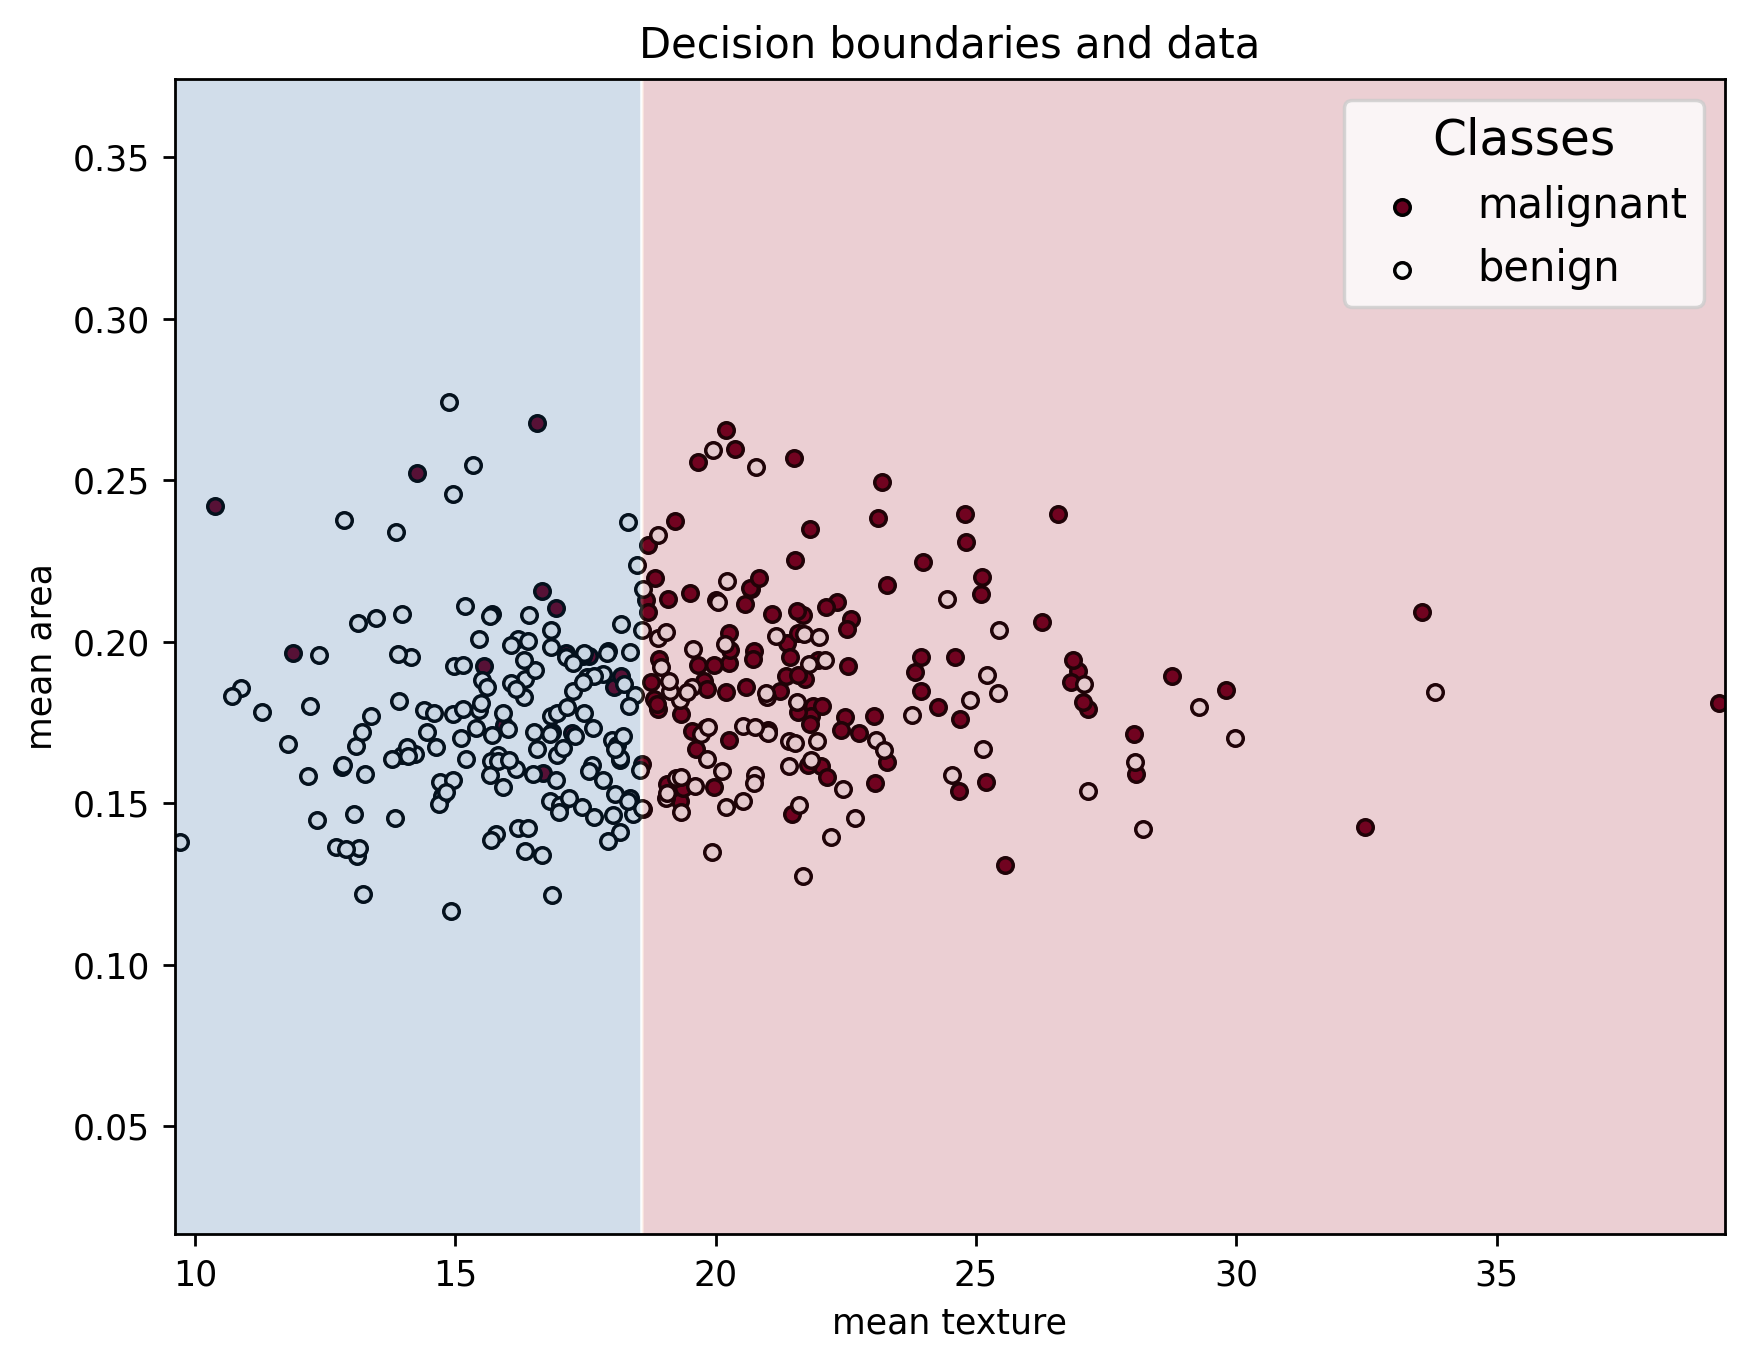 Decision boundaries and data
Classes
malignant
benign
mean area
0.35
0.30
0.25
0.20
0.15
0.10
0.05
10 15 20 25 30 35
mean texture